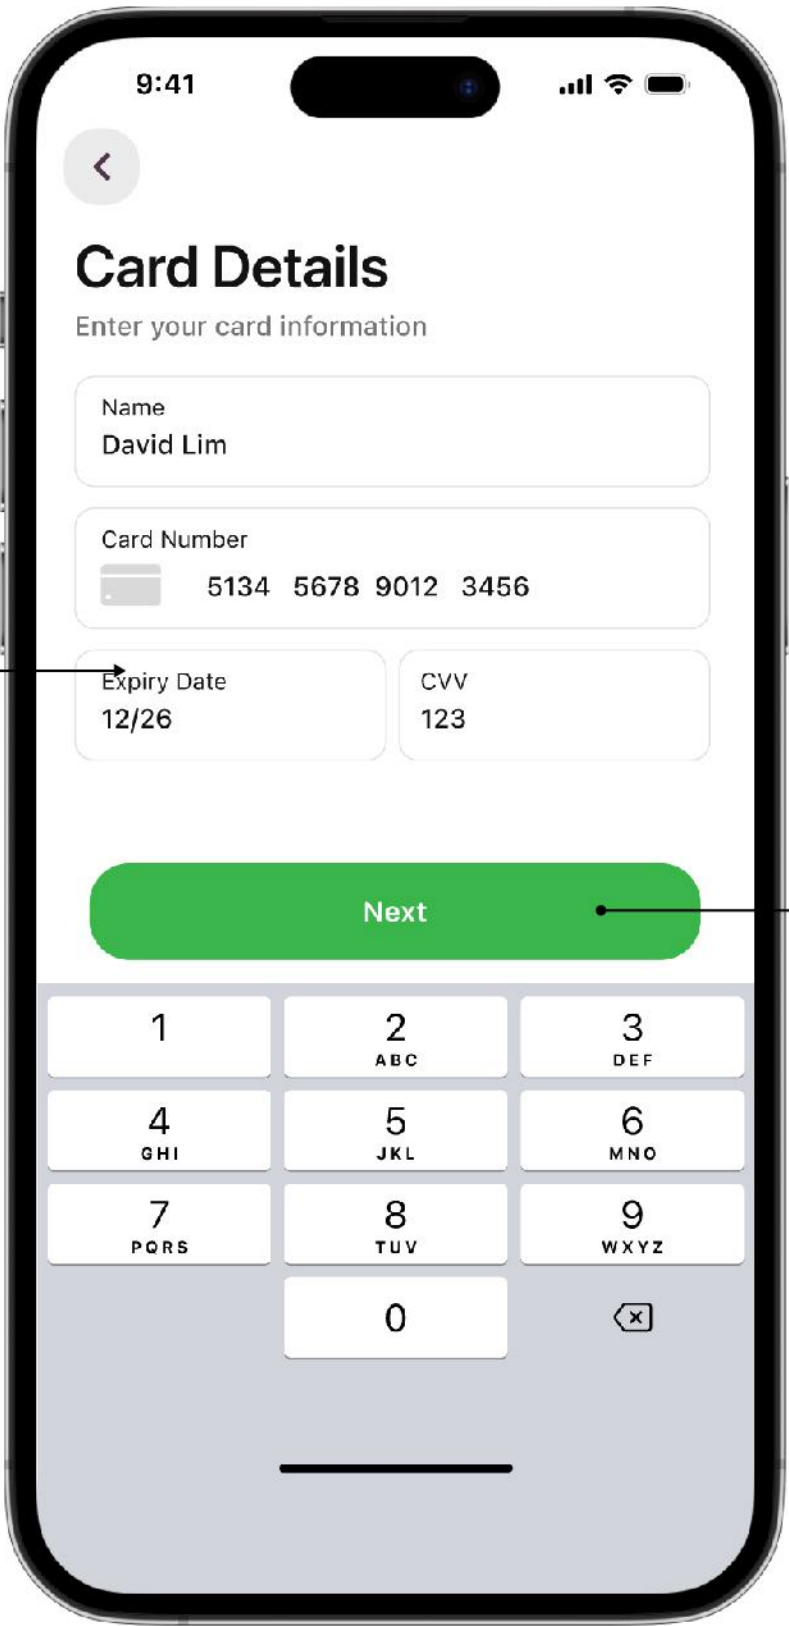 9:41
Card Details
Enter your card information
Name
David Lim
Card Number
5134 5678 9012 3456
Expiry Date
12/26
CVV
123
Next
1
2
ABC
3
DEF
4
GHI
5
JKL
6
MNO
7
PQRS
8
TUV
9
WXYZ
0